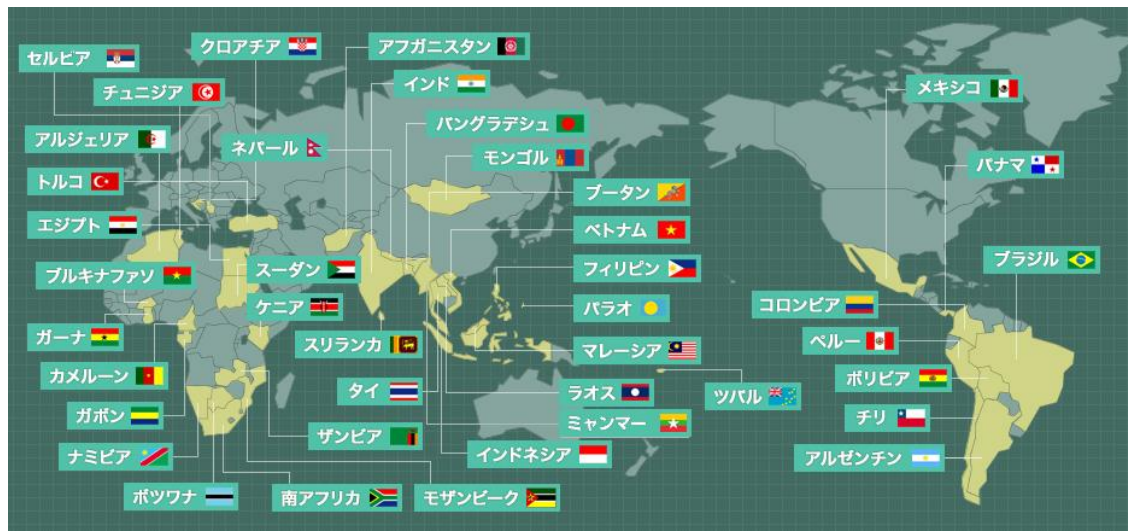 セルビア
クロアチア
アフガニスタン
チュニジア
インド
メキシコ
アルジェリア
ネパール
バングラデシュ
モンゴル
パナマ
トルコ
ブータン
エジプト
ベトナム
ブルキナファソ
スーダン
フィリピン
ブラジル
ケニア
パラオ
コロンビア
ガーナ
スリランカ
マレーシア
ペルー
カメルーン
タイ
ラオス
ツバル
ボリビア
ガボン
ザンビア
ミャンマー
チリ
ナミビア
インドネシア
アルゼンチン
ボツワナ
南アフリカ
モザンビーク